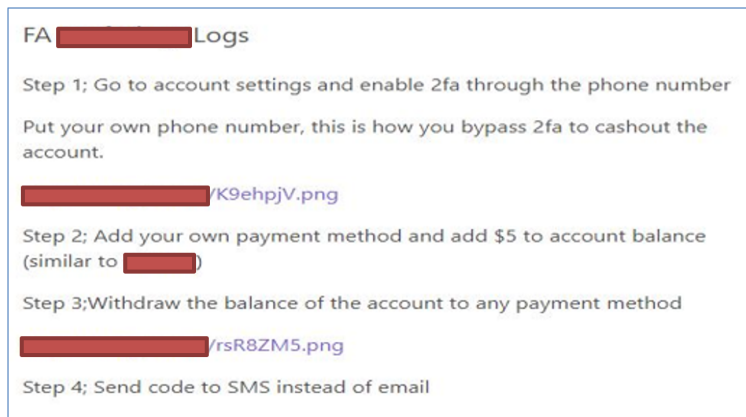 FA Logs
Step 1; Go to account settings and enable 2fa through the phone number
Put your own phone number, this is how you bypass 2fa to cashout the
account.
/K9ehpjV.png
Step 2; Add your own payment method and add $5 to account balance
(similar to )
Step 3;Withdraw the balance of the account to any payment method
/rsR8ZM5.png
Step 4; Send code to SMS instead of email